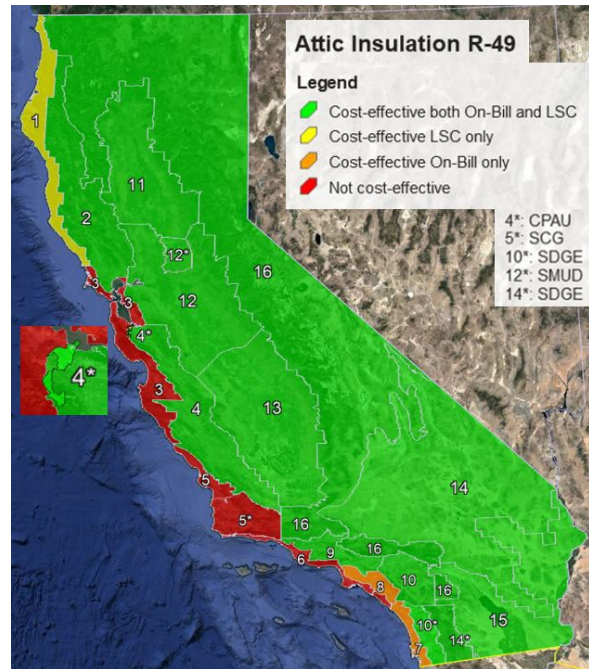 Attic Insulation R-49
Legend
Cost-effective both On-Bill and LSC
Cost-effective LSC only
Cost-effective On-Bill only
Not cost-effective
4*: CPAU
5*: SCG
10*: SDGE
12*: SMUD
14*: SDGE
1
11
2
12*
16
3
3
12
4*
4*
3
4
13
5
14
5*
16
6
9
16
8
10
16
15
10*
14*
7